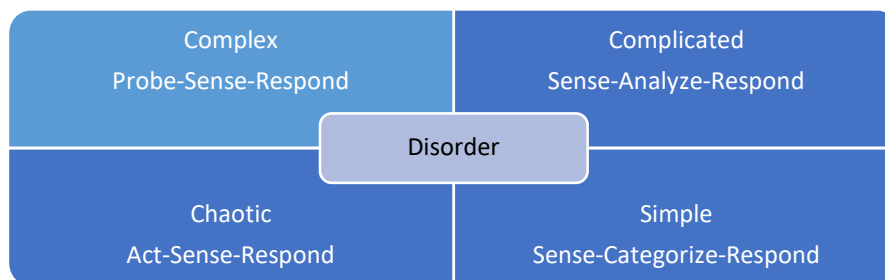 Complex
Probe-Sense-Respond
Complicated
Sense-Analyze-Respond
Disorder
Chaotic
Act-Sense-Respond
Simple
Sense-Categorize-Respond